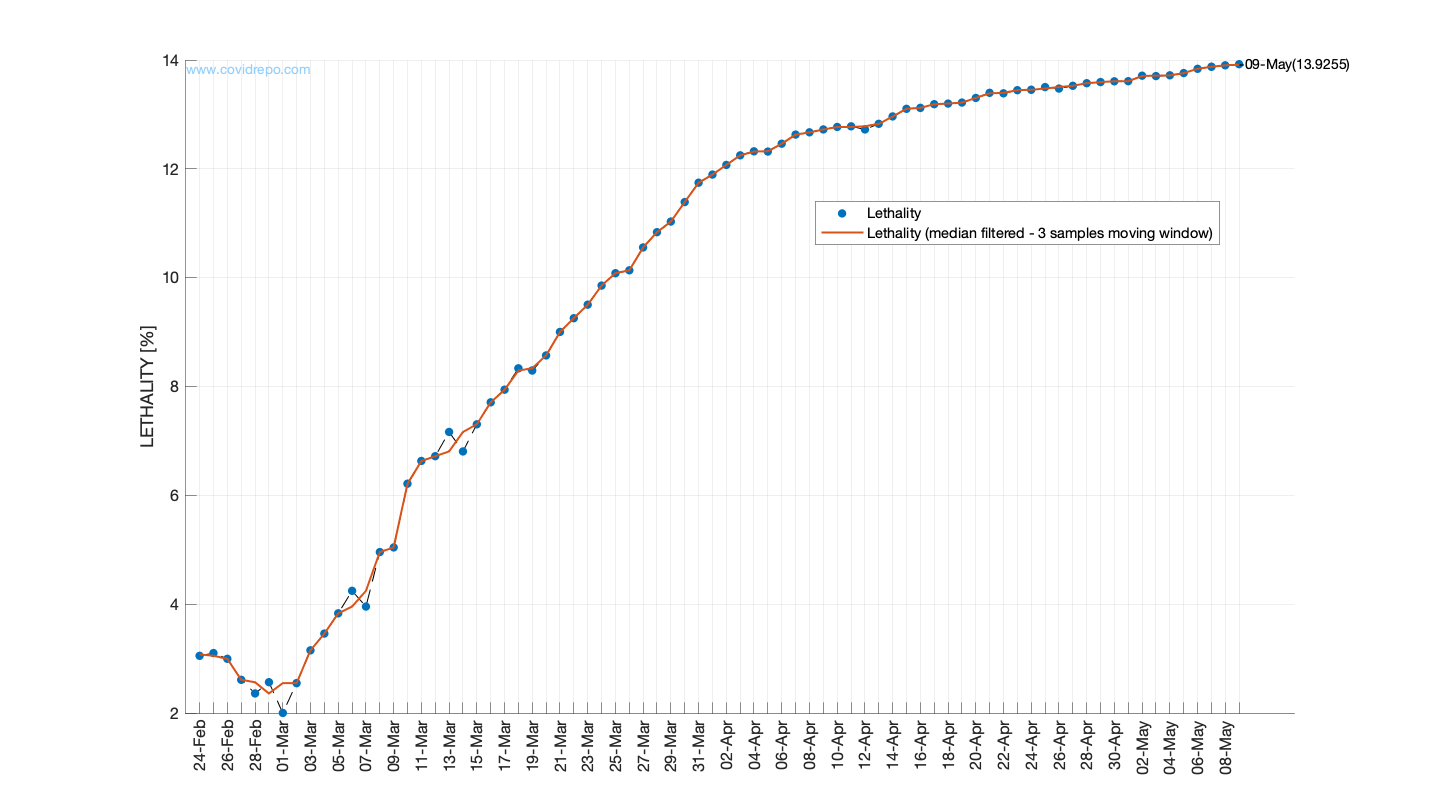 14
www.covidrepo.com
09-May(13.9255)
12
Lethality
Lethality (median filtered - 3 samples moving window)
10
LETHALITY [%]
8
6
4
2
24-Feb
26-Feb
28-Feb
01-Mar
03-Mar
05-Mar
07-Mar
09-Mar
11-Mar
13-Mar
15-Mar
17-Mar
19-Mar
21-Mar
23-Mar
25-Mar
27-Mar
29-Mar
31-Mar
02-Apr
04-Apr
06-Apr
08-Apr
10-Apr
12-Apr
14-Apr
16-Apr
18-Apr
20-Apr
22-Apr
24-Apr
26-Apr
28-Apr
30-Apr
02-May
04-May
06-May
08-May